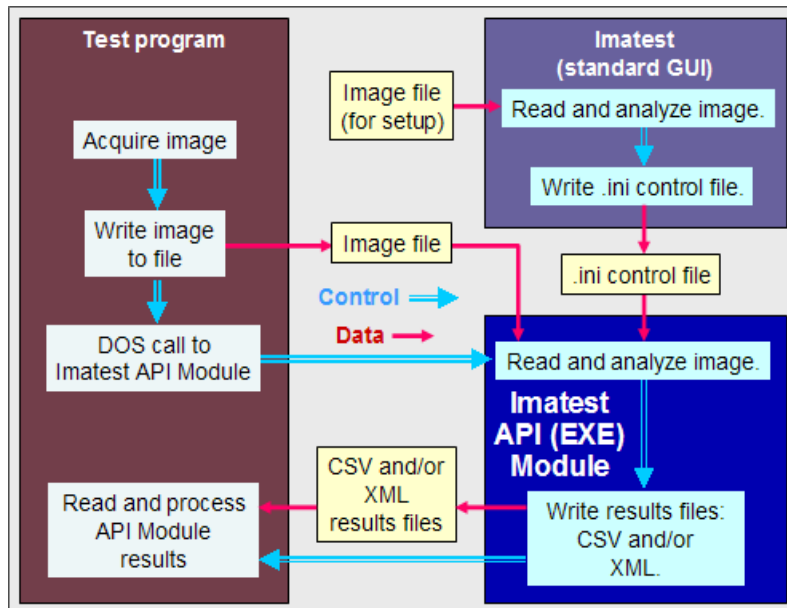 Test program
Acquire image
Write image
to file
DOS call to
Imatest API Module
Read and process
API Module
results
Image file
(for setup)
Image file
Control
Data
CSV and/or
XML
results files
Imatest
(standard GUI)
Read and analyze image.
Write .ini control file.
.ini control file
Read and analyze image.
Imatest
API (EXE)
Module
Write results files:
CSV and/or
XML.